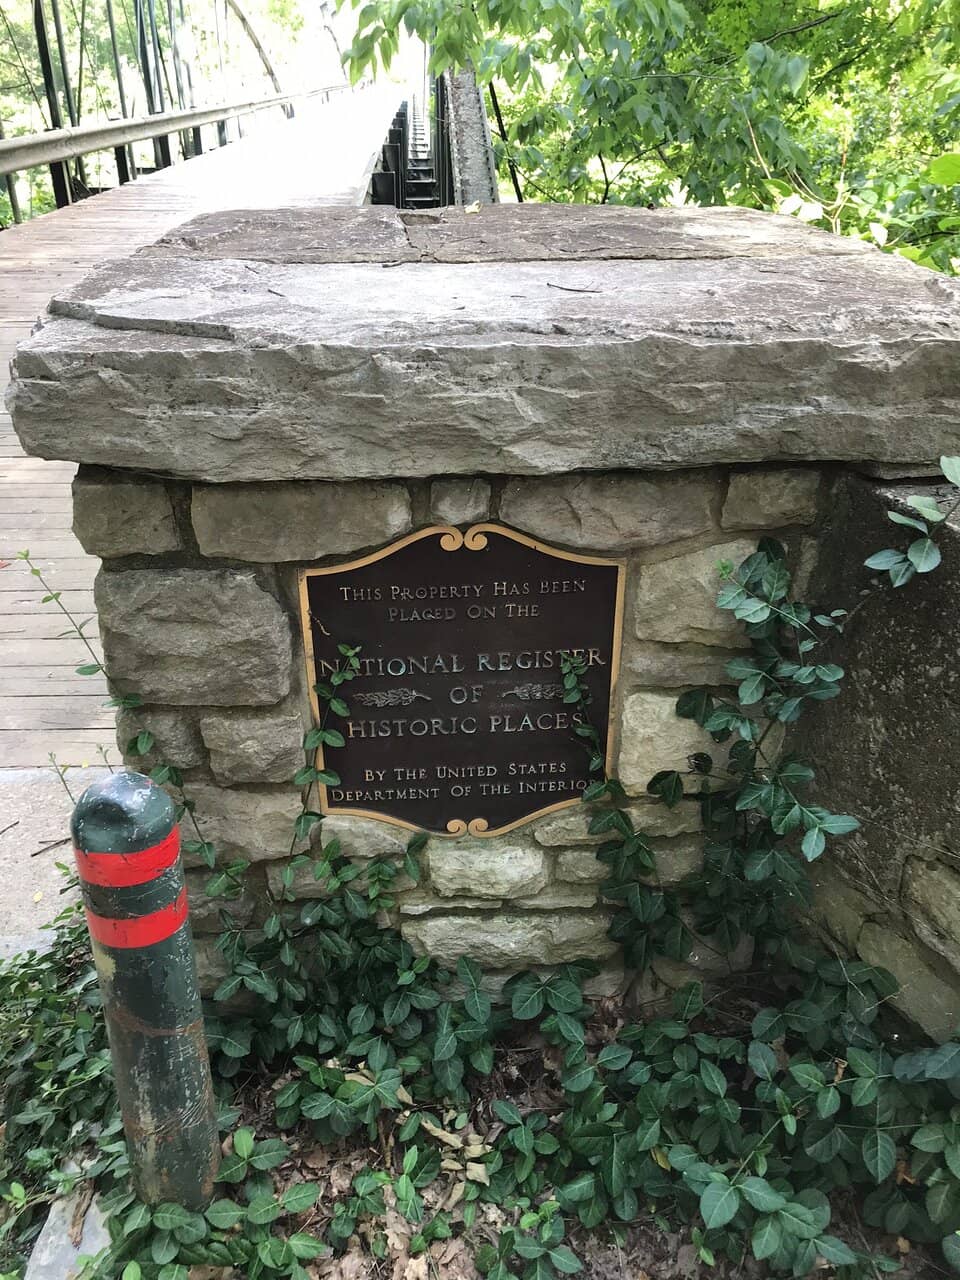 This Property Has Been
Placed On The
National Register
of
Historic Places
By The United States
Department Of The Interior